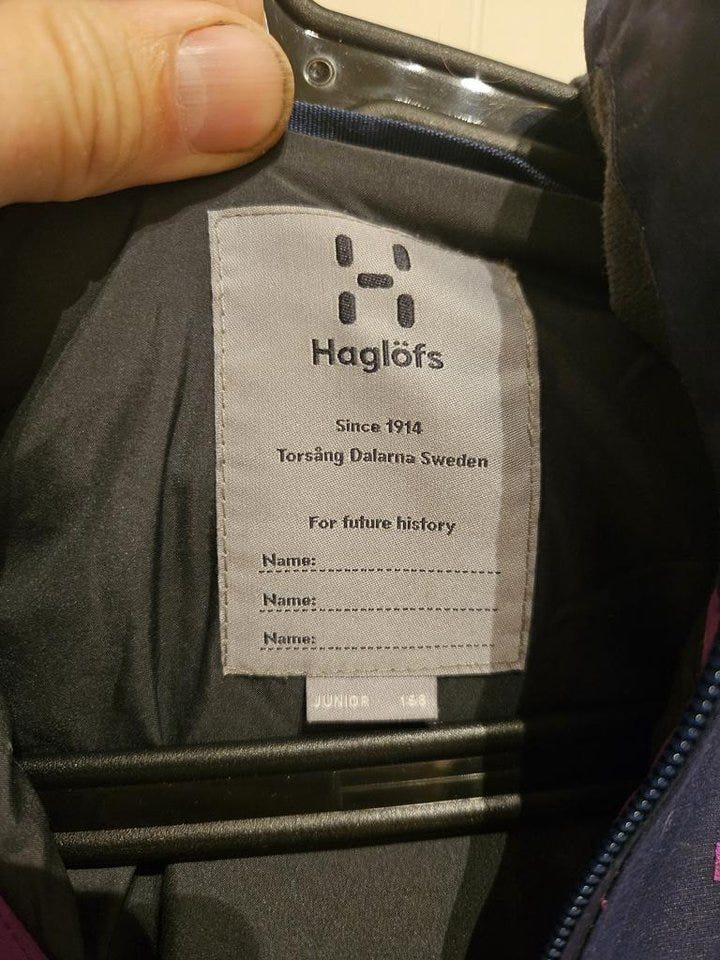 Haglöfs
Since 1914
Torsång Dalarna Sweden
For future history
Name:
Name:
Name:
JUNIOR